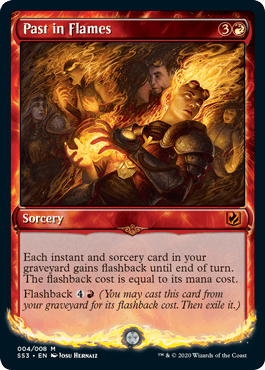 Past in Flames 3
Sorcery
Each instant and sorcery card in your
graveyard gains flashback until end of turn.
The flashback cost is equal to its mana cost.
Flashback 4 (You may cast this card from
your graveyard for its flashback cost. Then exile it.)
004/008 M
SS3 • EN Josu Hernaiz ™ & © 2020 Wizards of the Coast